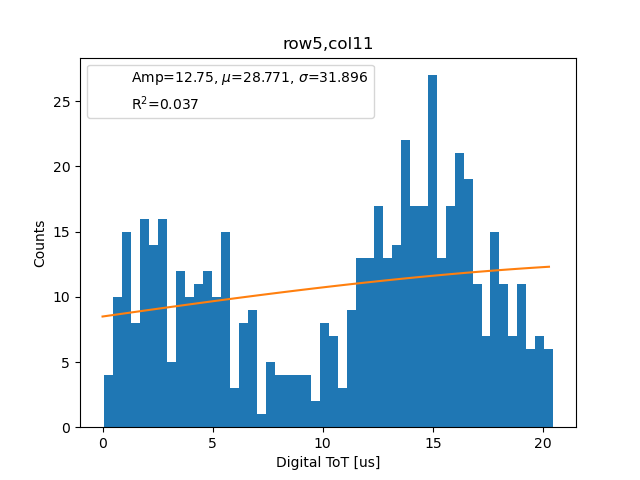 row5,col11
Amp=12.75, μ=28.771, σ=31.896
R²=0.037
25
20
15
10
5
0
Counts
0 5 10 15 20
Digital ToT [us]